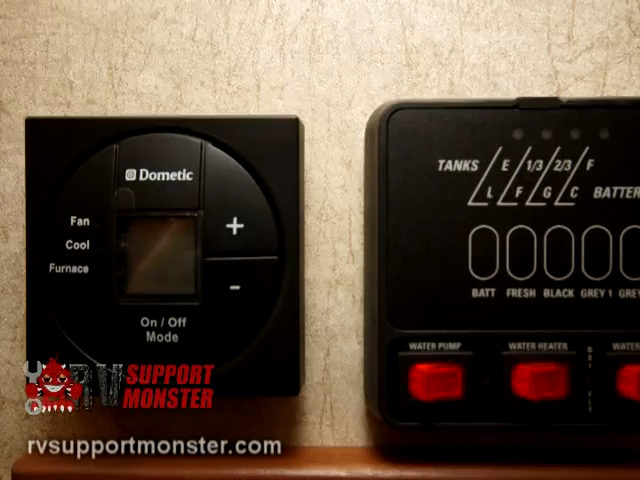 Dometic
Fan
Cool
Furnace
+
-
On / Off
Mode
TANKS E 1/3 2/3 F
L F G C BATTER
BATT FRESH BLACK GREY 1 GREY
WATER PUMP WATER HEATER WATER
RV SUPPORT
MONSTER
rvsupportmonster.com